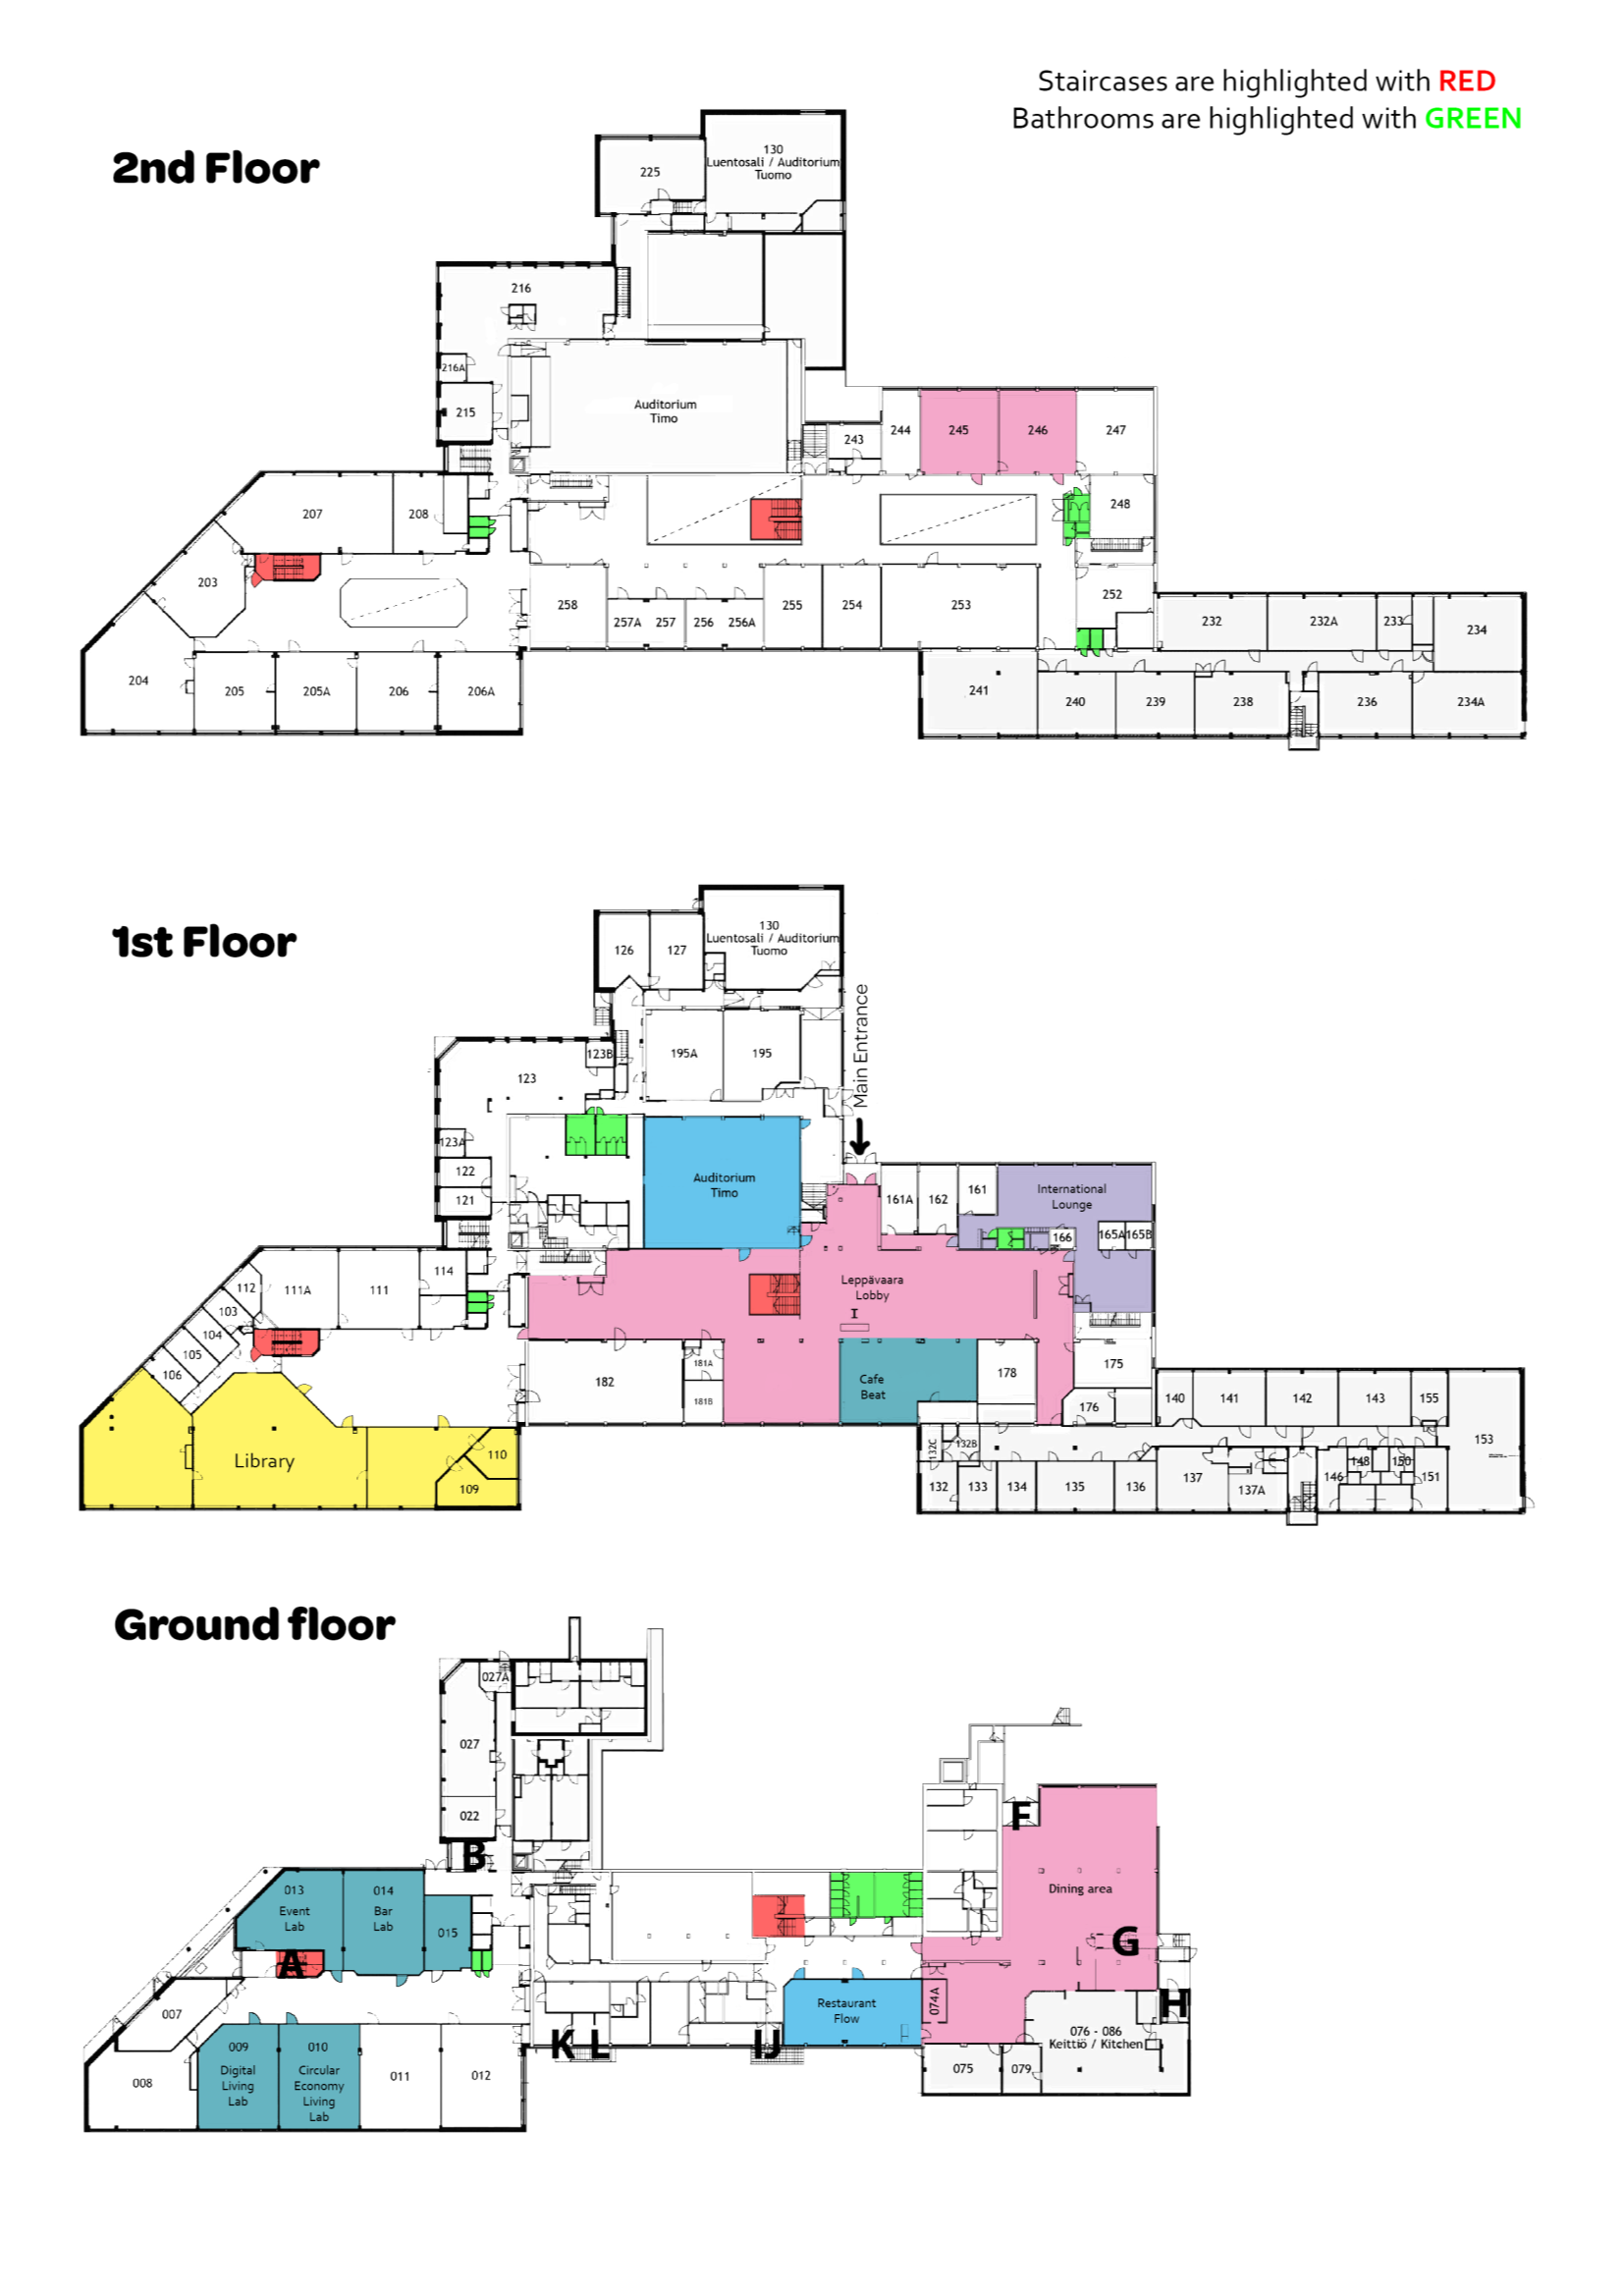 Staircases are highlighted with RED
Bathrooms are highlighted with GREEN
2nd Floor
130
Luentosali / Auditorium
Tuomo
225
216
216A
215
Auditorium
Timo
243
244
245
246
247
207
208
248
203
258
257A
257
256
256A
255
254
253
252
232
232A
233
234
204
205
205A
206
206A
241
240
239
238
236
234A
1st Floor
130
Luentosali / Auditorium
Tuomo
126
127
Main Entrance
195A
195
123B
123
123A
122
121
Auditorium
Timo
161A
162
161
International
Lounge
166
165A
165B
114
112
111A
111
103
104
105
106
Leppävaara
Lobby
I
182
181A
181B
Cafe
Beat
178
175
176
140
141
142
143
155
153
Library
110
109
132C
132B
132
133
134
135
136
137
137A
146
148
150
151
Ground floor
027A
027
022
B
F
013
Event
Lab
014
Bar
Lab
015
A
Dining area
G
H
007
008
009
Digital
Living
Lab
010
Circular
Economy
Living
Lab
011
012
K L
IJ
Restaurant
Flow
074A
076 - 086
Keittiö / Kitchen
075
079